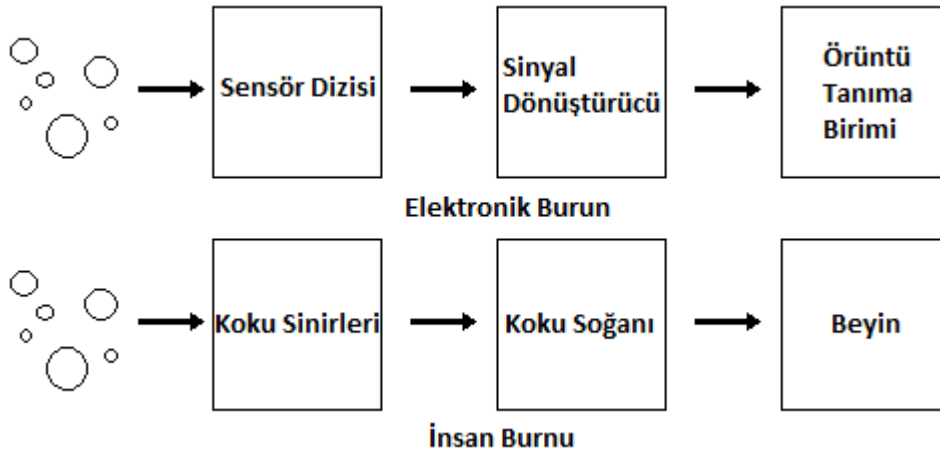 Sensör Dizisi
Sinyal
Dönüştürücü
Örüntü
Tanıma
Birimi
Elektronik Burun
Koku Sinirleri
Koku Soğanı
Beyin
İnsan Burnu